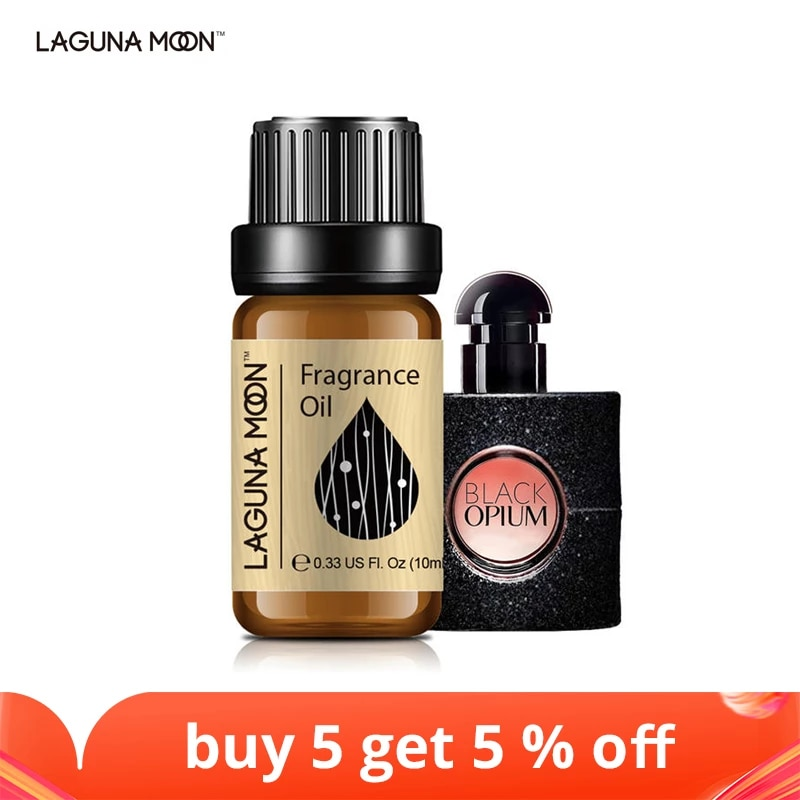 LAGUNA MOON™
LAGUNA MOON™
Fragrance
Oil
℮ 0.33 US Fl. Oz (10m
BLACK
OPIUM
buy 5 get 5 % off